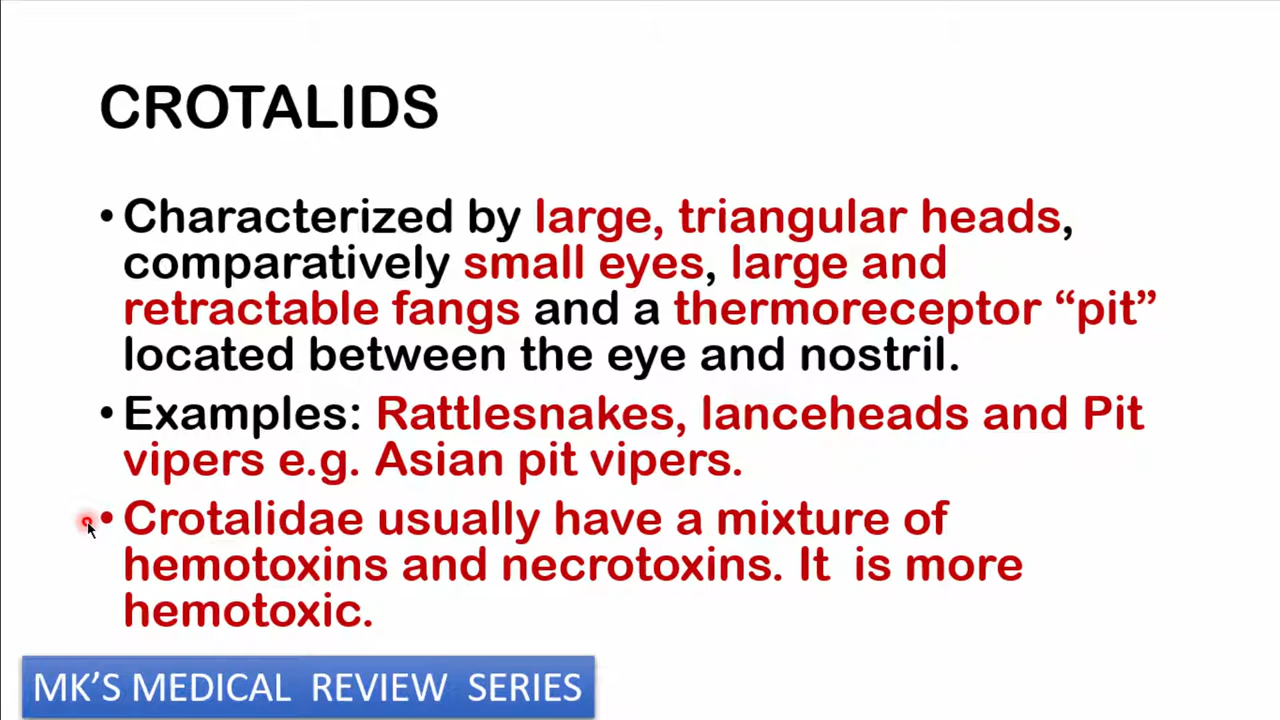 CROTALIDS
• Characterized by large, triangular heads,
comparatively small eyes, large and
retractable fangs and a thermoreceptor “pit”
located between the eye and nostril.
• Examples: Rattlesnakes, lanceheads and Pit
vipers e.g. Asian pit vipers.
• Crotalidae usually have a mixture of
hemotoxins and necrotoxins. It  is more
hemotoxic.
MK’S MEDICAL  REVIEW  SERIES